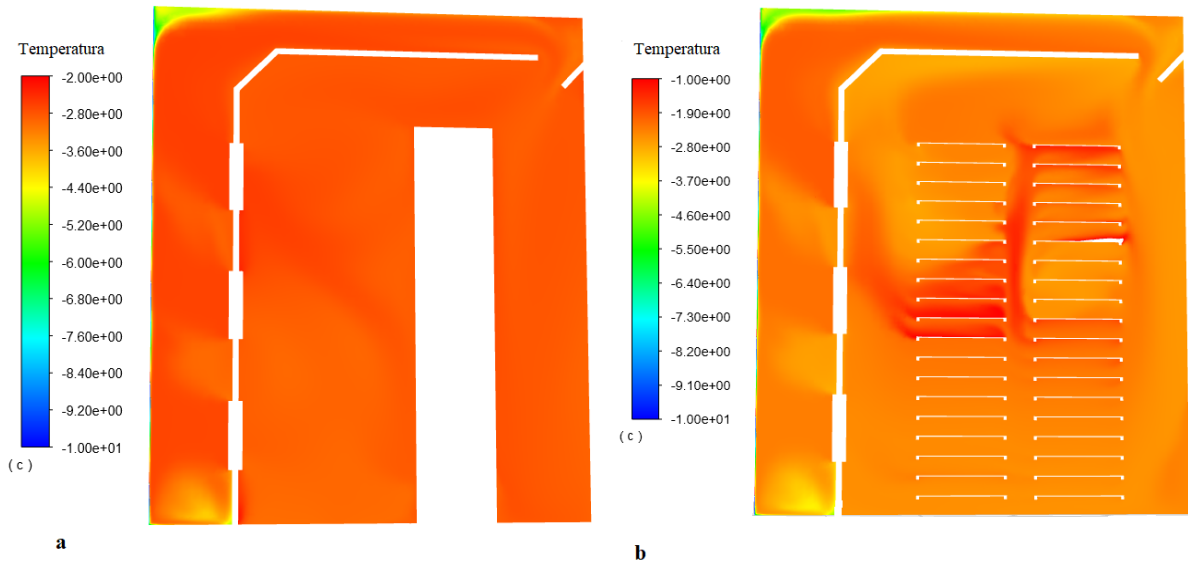 Temperatura
-2.00e+00
-2.80e+00
-3.60e+00
-4.40e+00
-5.20e+00
-6.00e+00
-6.80e+00
-7.60e+00
-8.40e+00
-9.20e+00
-1.00e+01
( c )
a
Temperatura
-1.00e+00
-1.90e+00
-2.80e+00
-3.70e+00
-4.60e+00
-5.50e+00
-6.40e+00
-7.30e+00
-8.20e+00
-9.10e+00
-1.00e+01
( c )
b